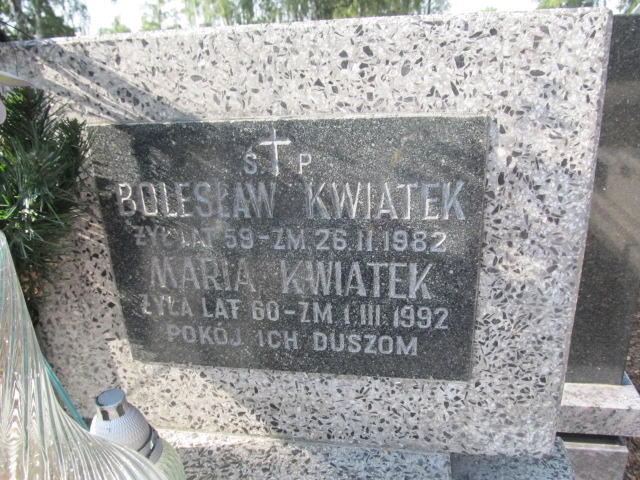 Ś. P
BOLESŁAW KWIATEK
ŻYŁ LAT 59-ZM. 26.II.1982
MARIA KWIATEK
ŻYŁA LAT 60-ZM 1.III.1992
POKÓJ ICH DUSZOM